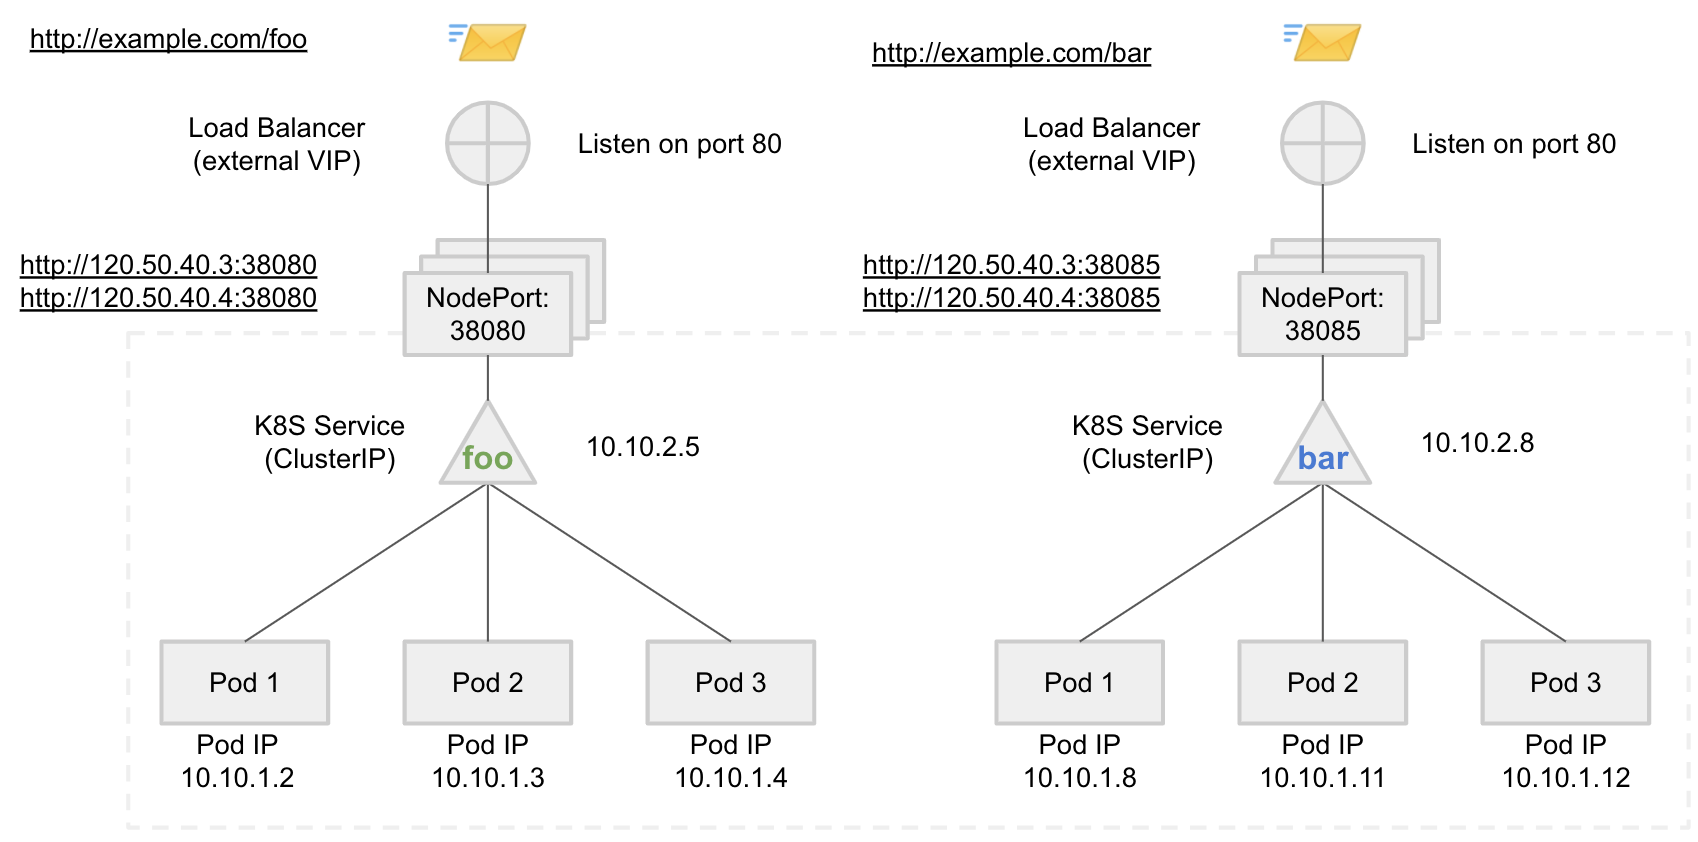 http://example.com/foo
Load Balancer
(external VIP)
Listen on port 80
http://120.50.40.3:38080
http://120.50.40.4:38080
NodePort:
38080
K8S Service
(ClusterIP)
foo
10.10.2.5
Pod 1
Pod 2
Pod 3
Pod IP
10.10.1.2
Pod IP
10.10.1.3
Pod IP
10.10.1.4
http://example.com/bar
Load Balancer
(external VIP)
Listen on port 80
http://120.50.40.3:38085
http://120.50.40.4:38085
NodePort:
38085
K8S Service
(ClusterIP)
bar
10.10.2.8
Pod 1
Pod 2
Pod 3
Pod IP
10.10.1.8
Pod IP
10.10.1.11
Pod IP
10.10.1.12